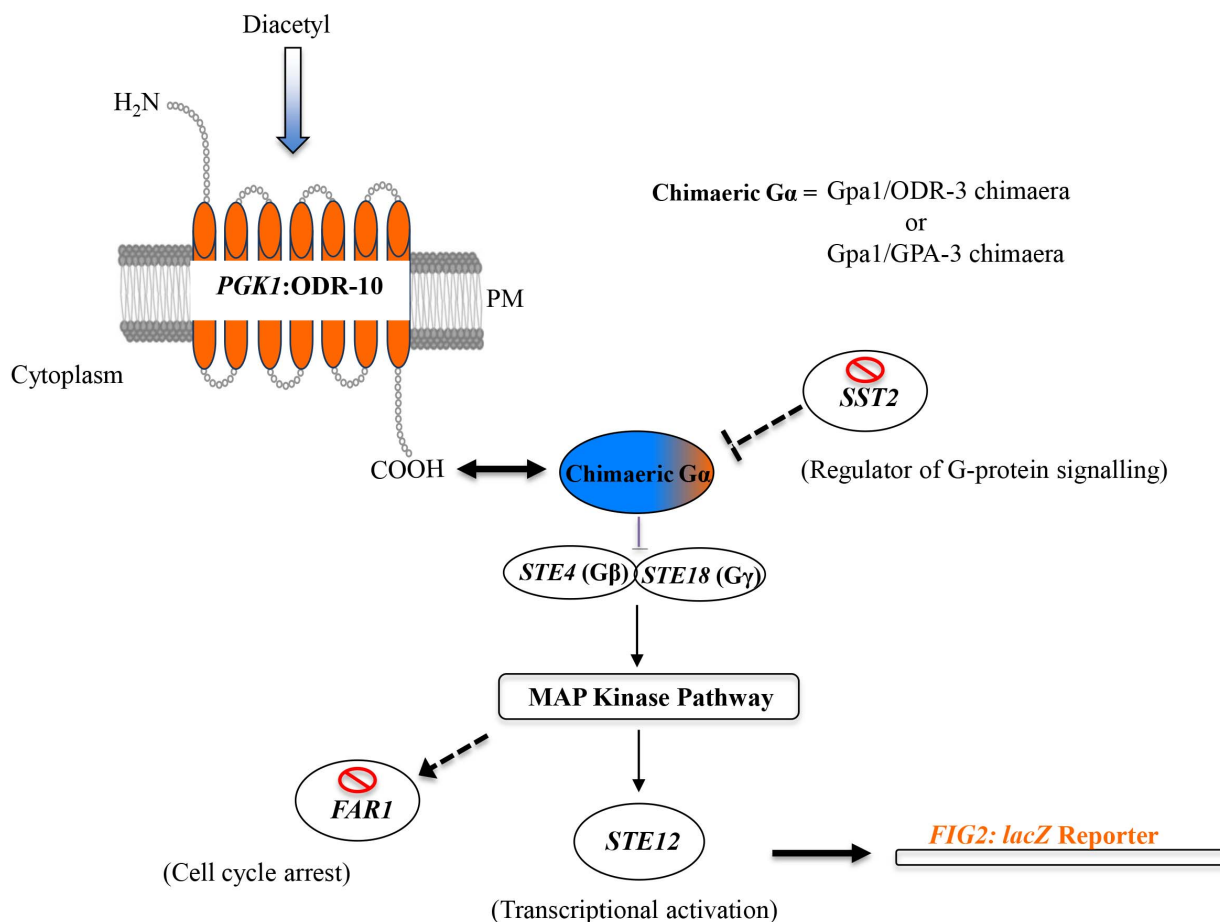 Diacetyl
H₂N
Chimaeric Gα = Gpa1/ODR-3 chimaera
or
Gpa1/GPA-3 chimaera
PGK1:ODR-10
PM
Cytoplasm
SST2
(Regulator of G-protein signalling)
COOH
Chimaeric Gα
STE4 (Gβ)
STE18 (Gγ)
MAP Kinase Pathway
FAR1
(Cell cycle arrest)
STE12
(Transcriptional activation)
FIG2: lacZ Reporter